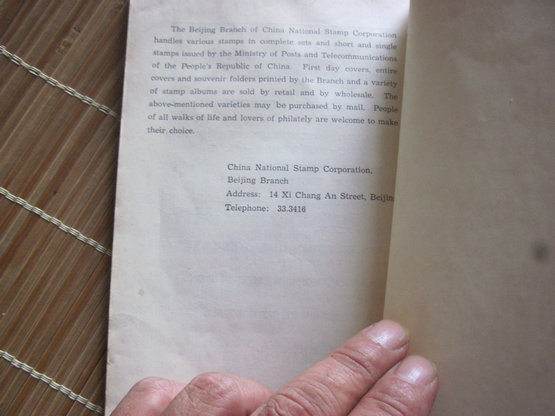 The Beijing Branch of China National Stamp Corporation
handles various stamps in complete sets and short and single
stamps issued by the Ministry of Posts and Telecommunications
of the People's Republic of China. First day covers, entire
covers and souvenir folders printed by the Branch and a variety
of stamp albums are sold by retail and by wholesale. The
above-mentioned varieties may be purchased by mail. People
of all walks of life and lovers of philately are welcome to make
their choice.
China National Stamp Corporation,
Beijing Branch
Address: 14 Xi Chang An Street, Beijin
Telephone: 33.3416